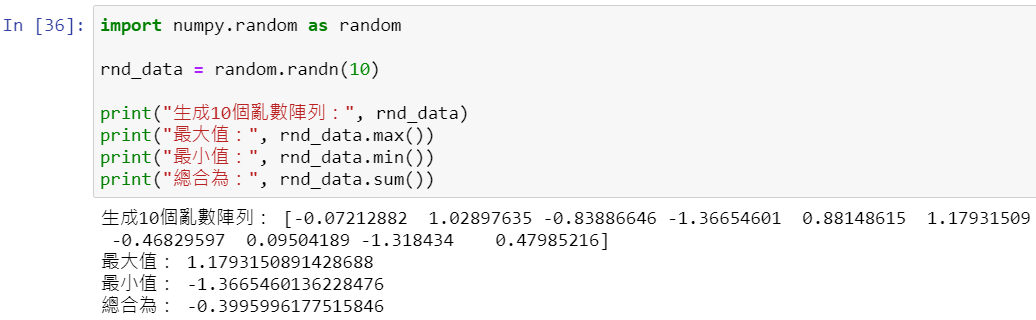 In [36]: import numpy.random as random
rnd_data = random.randn(10)
print("生成10個亂數陣列：", rnd_data)
print("最大值：", rnd_data.max())
print("最小值：", rnd_data.min())
print("總合為：", rnd_data.sum())
生成10個亂數陣列： [-0.07212882  1.02897635 -0.83886646 -1.36654601  0.88148615  1.17931509
 -0.46829597  0.09504189 -1.318434    0.47985216]
最大值： 1.1793150891428688
最小值： -1.3665460136228476
總合為： -0.3995996177515846